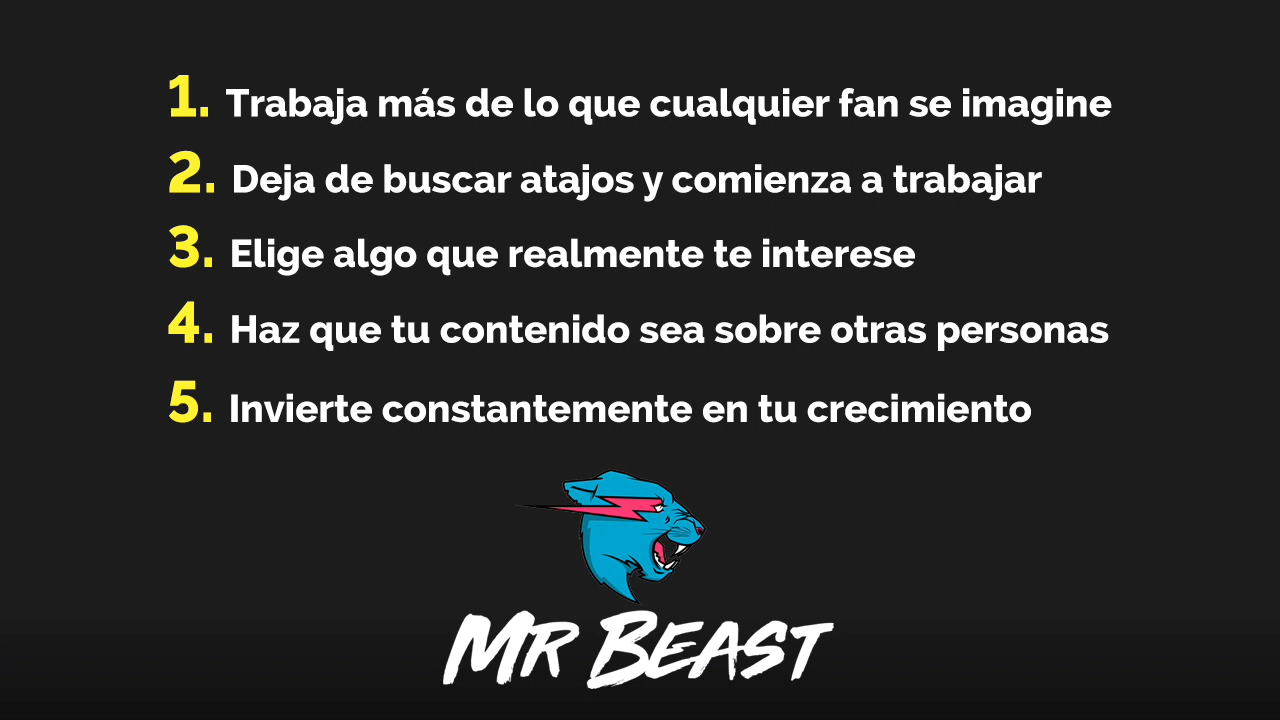 1. Trabaja más de lo que cualquier fan se imagine
2. Deja de buscar atajos y comienza a trabajar
3. Elige algo que realmente te interese
4. Haz que tu contenido sea sobre otras personas
5. Invierte constantemente en tu crecimiento
MR BEAST